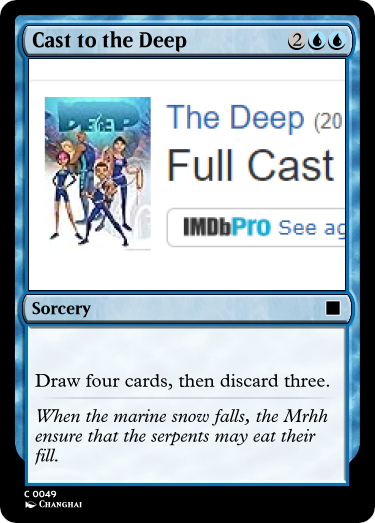 Cast to the Deep 2
DEEP
The Deep (20
Full Cast
IMDbPro See ag
Sorcery
Draw four cards, then discard three.
When the marine snow falls, the Mrhh
ensure that the serpents may eat their
fill.
C 0049
Changhai